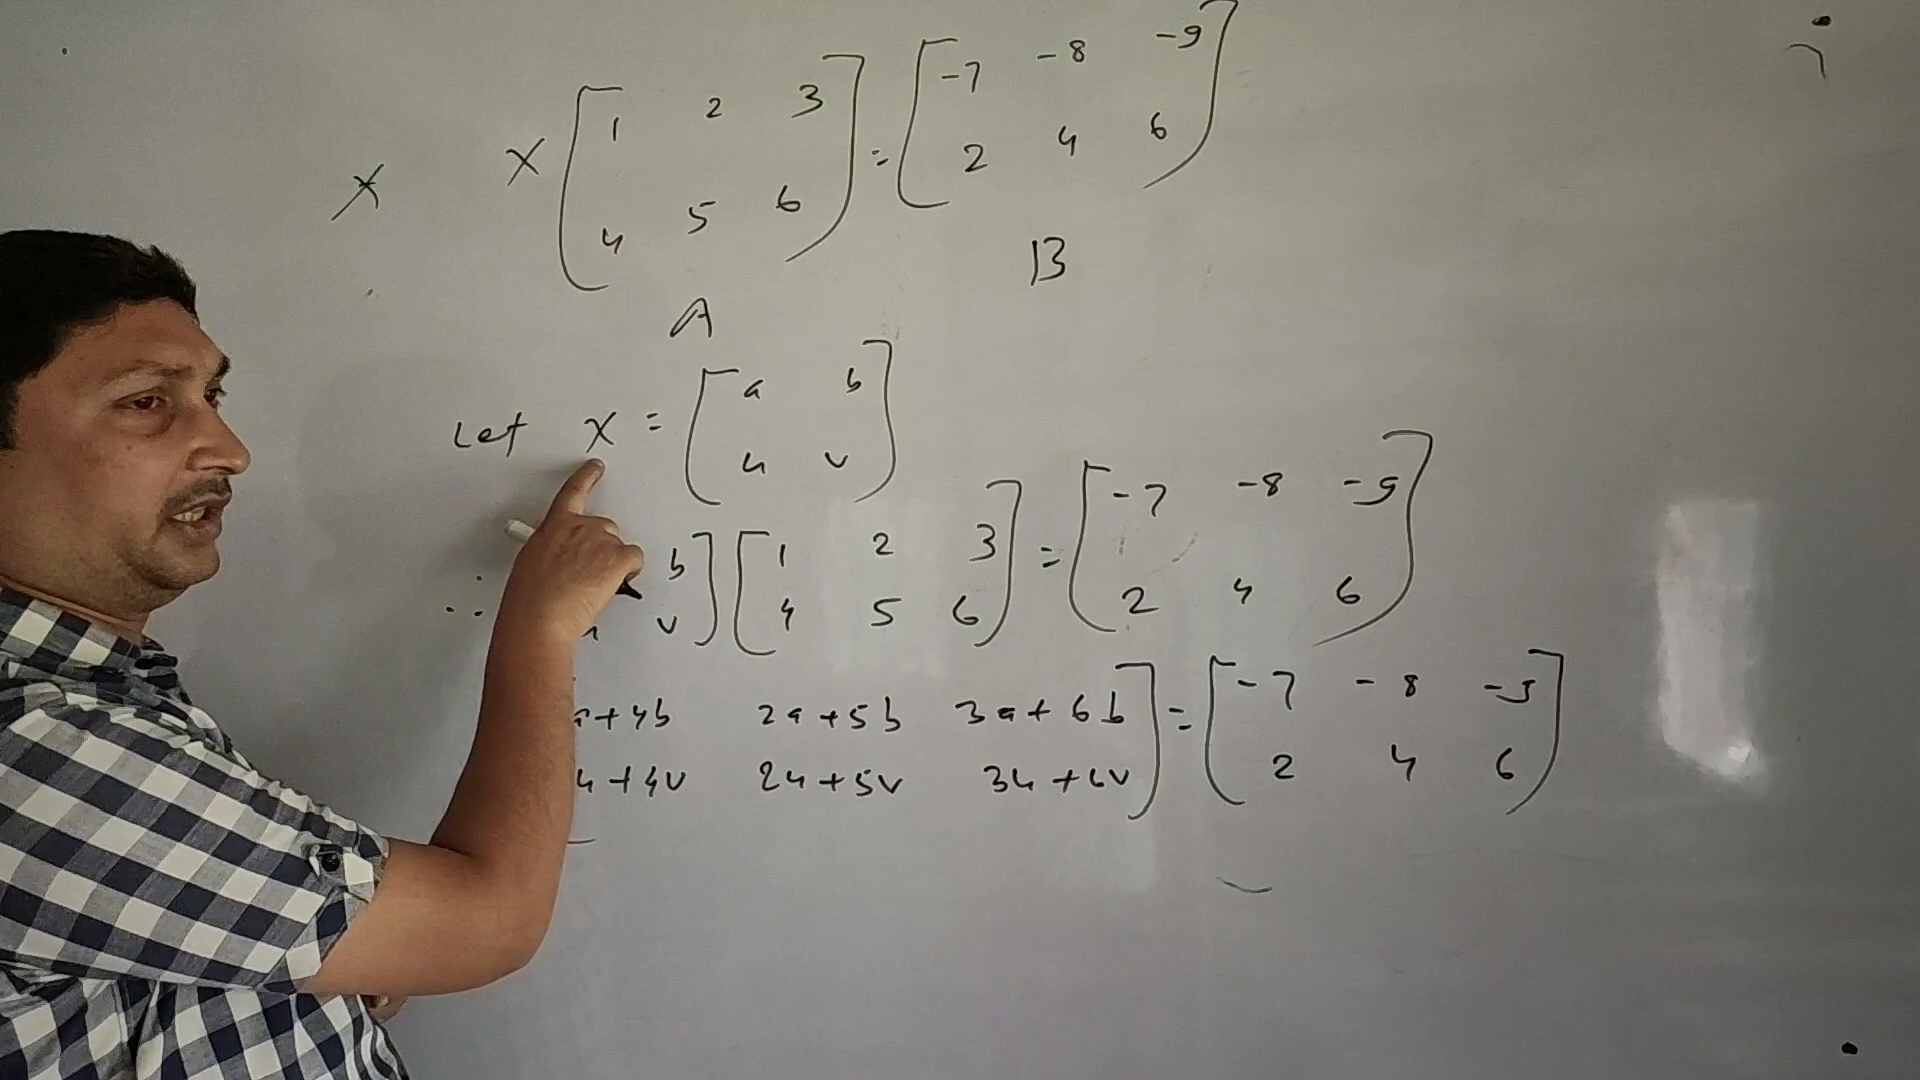 X X [ 1 2 3 = [ -7 -8 -9 ]
4 5 6 ] 2 4 6 ]
A B
Let X = [ a b
u v ]
∴ b ] [ 1 2 3 ] = [ -7 -8 -9
v ] [ 4 5 6 ] 2 4 6 ]
a+4b 2a+5b 3a+6b ] = [ -7 -8 -9
u+4v 2u+5v 3u+6v ] 2 4 6 ]